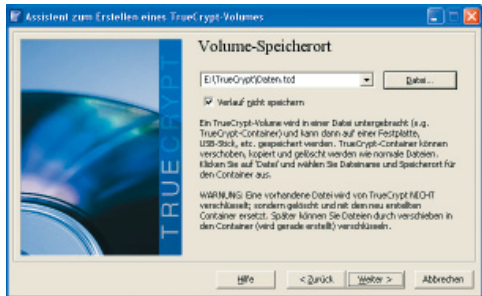 Assistent zum Erstellen eines TrueCrypt-Volumes
TRUECRYPT
Volume-Speicherort
E:\TrueCrypt\Daten.tcd
Datei...
Verlauf nicht speichern
Ein TrueCrypt-Volume wird in einer Datei untergebracht (s.g.
TrueCrypt-Container) und kann dann auf einer Festplatte,
USB-Stick, etc. gespeichert werden. TrueCrypt-Container können
verschoben, kopiert und gelöscht werden wie normale Dateien.
Klicken Sie auf 'Datei' und wählen Sie Dateiname und Speicherort für
den Container aus.
WARNUNG: Eine vorhandene Datei wird von TrueCrypt NICHT
verschlüsselt; sondern gelöscht und mit dem neu erstellten
Container ersetzt. Später können Sie Dateien durch verschieben in
den Container (wird gerade erstellt) verschlüsseln.
Hilfe
< Zurück
Weiter >
Abbrechen